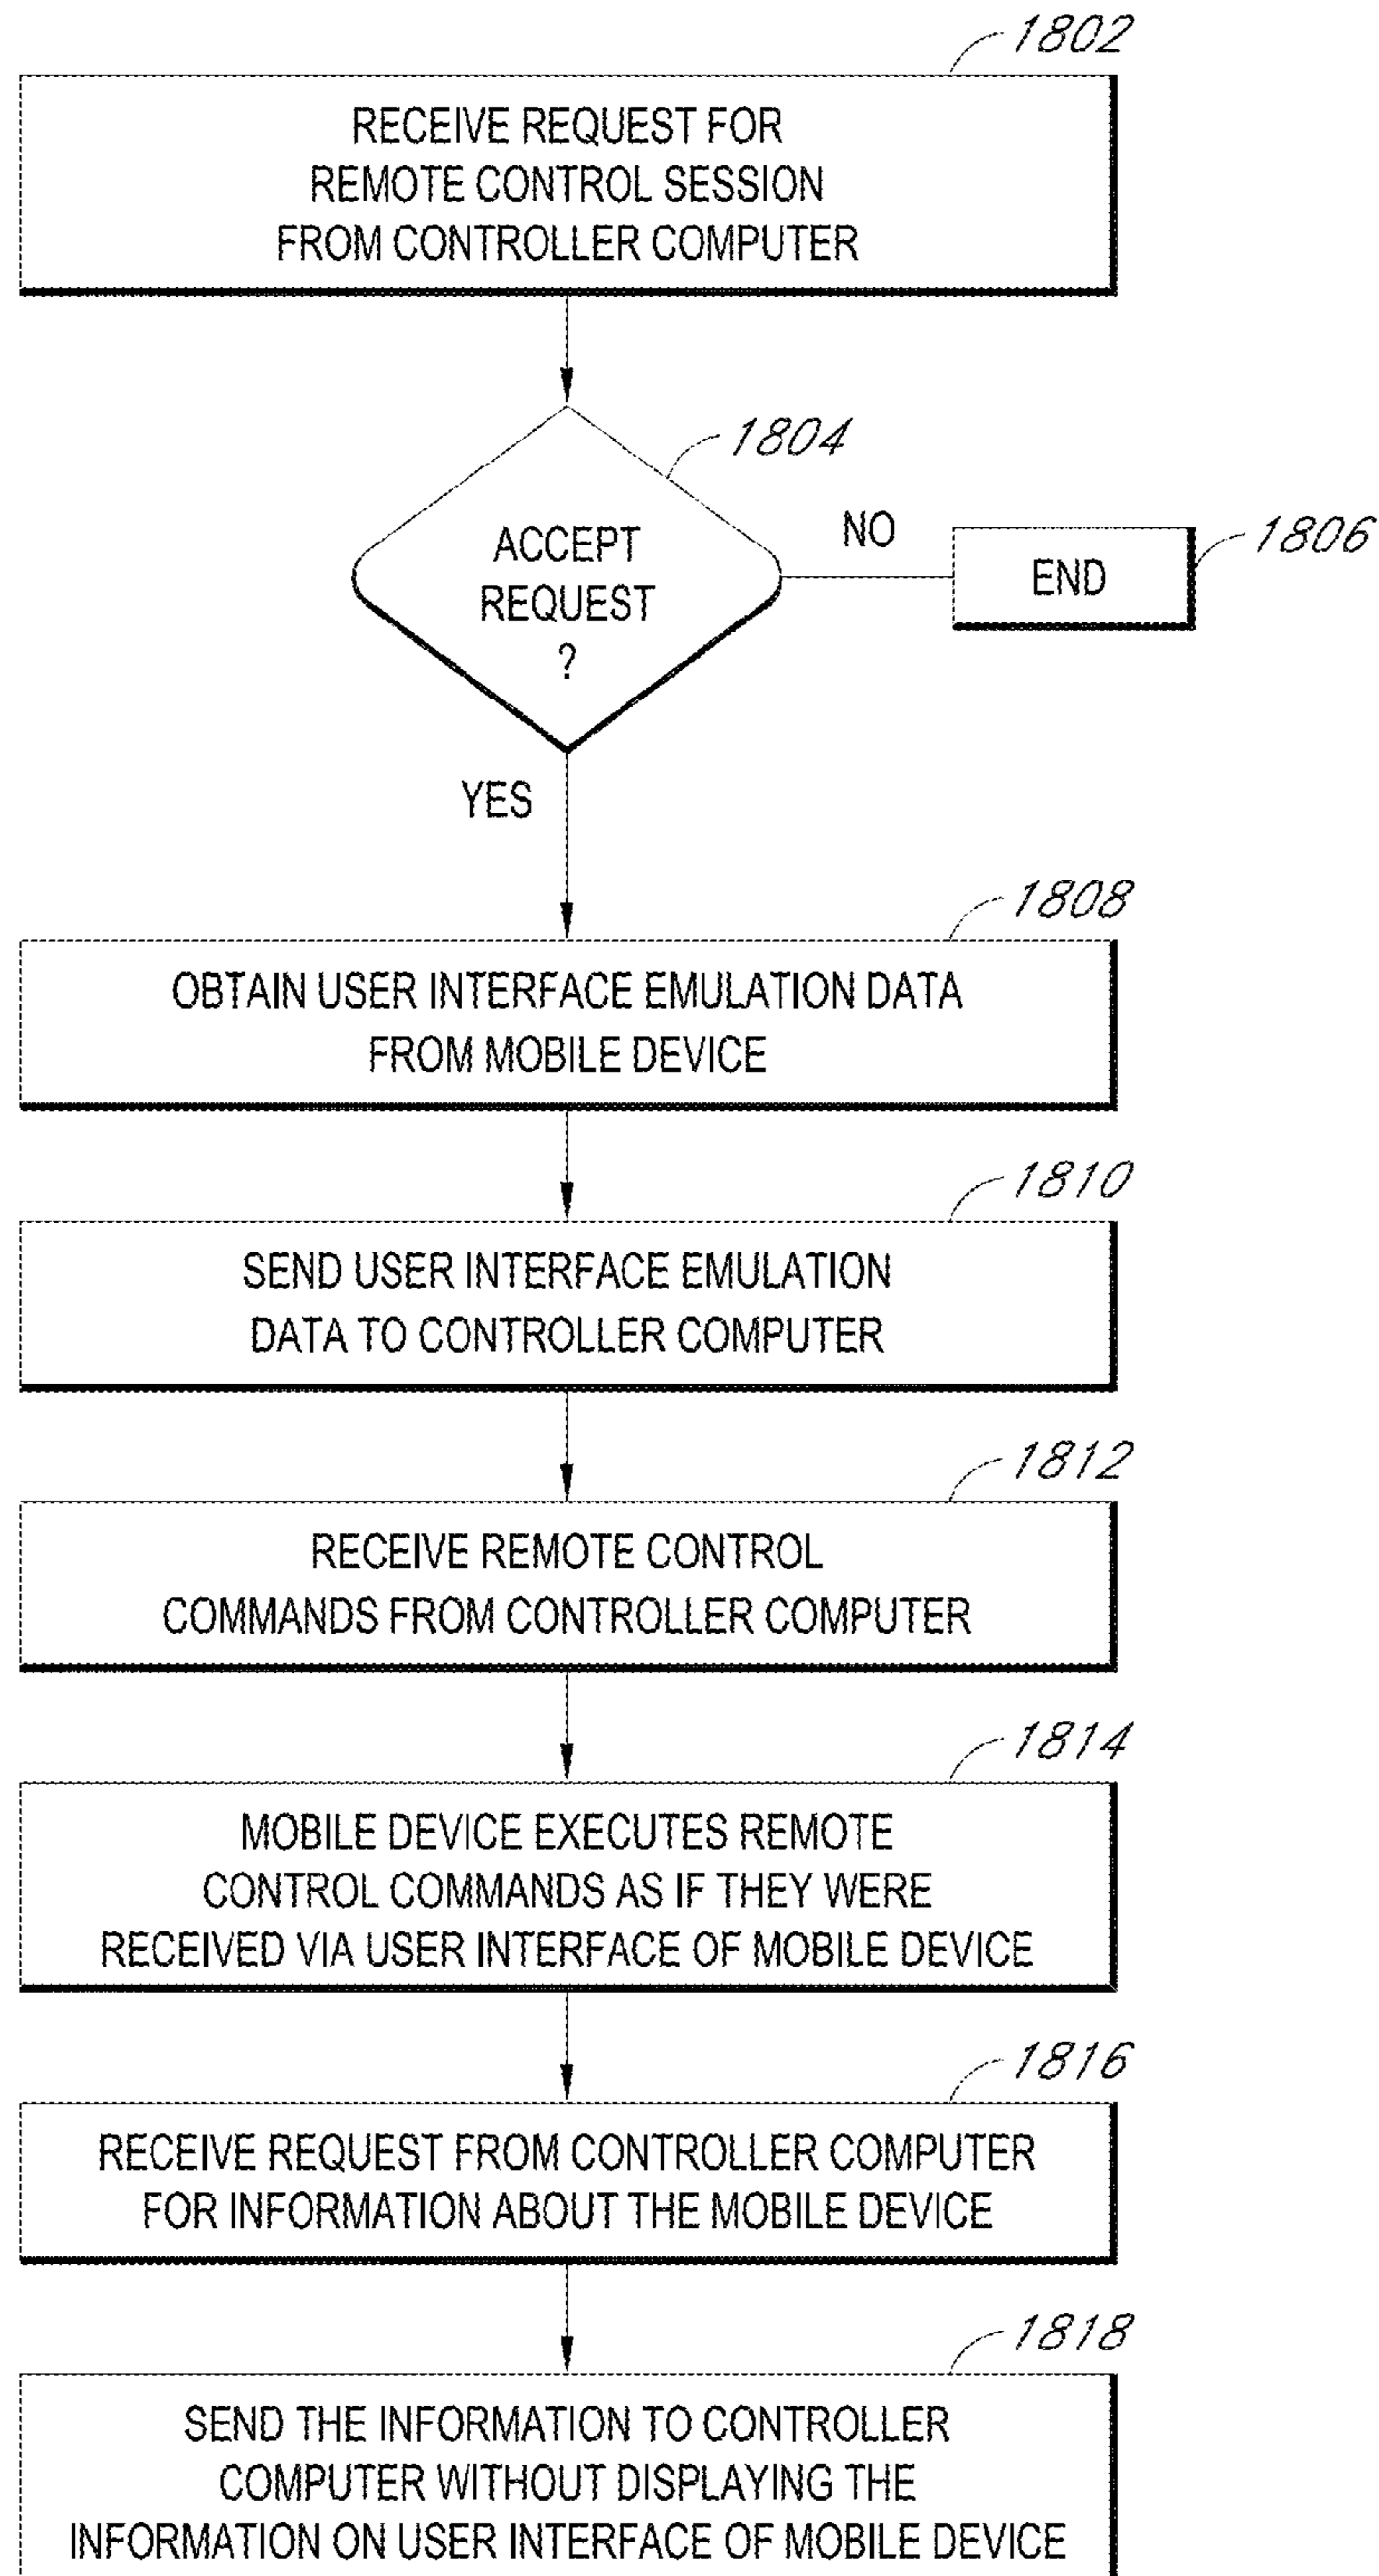 1802
RECEIVE REQUEST FOR
REMOTE CONTROL SESSION
FROM CONTROLLER COMPUTER
1804
ACCEPT
REQUEST
?
NO
END
1806
YES
1808
OBTAIN USER INTERFACE EMULATION DATA
FROM MOBILE DEVICE
1810
SEND USER INTERFACE EMULATION
DATA TO CONTROLLER COMPUTER
1812
RECEIVE REMOTE CONTROL
COMMANDS FROM CONTROLLER COMPUTER
1814
MOBILE DEVICE EXECUTES REMOTE
CONTROL COMMANDS AS IF THEY WERE
RECEIVED VIA USER INTERFACE OF MOBILE DEVICE
1816
RECEIVE REQUEST FROM CONTROLLER COMPUTER
FOR INFORMATION ABOUT THE MOBILE DEVICE
1818
SEND THE INFORMATION TO CONTROLLER
COMPUTER WITHOUT DISPLAYING THE
INFORMATION ON USER INTERFACE OF MOBILE DEVICE